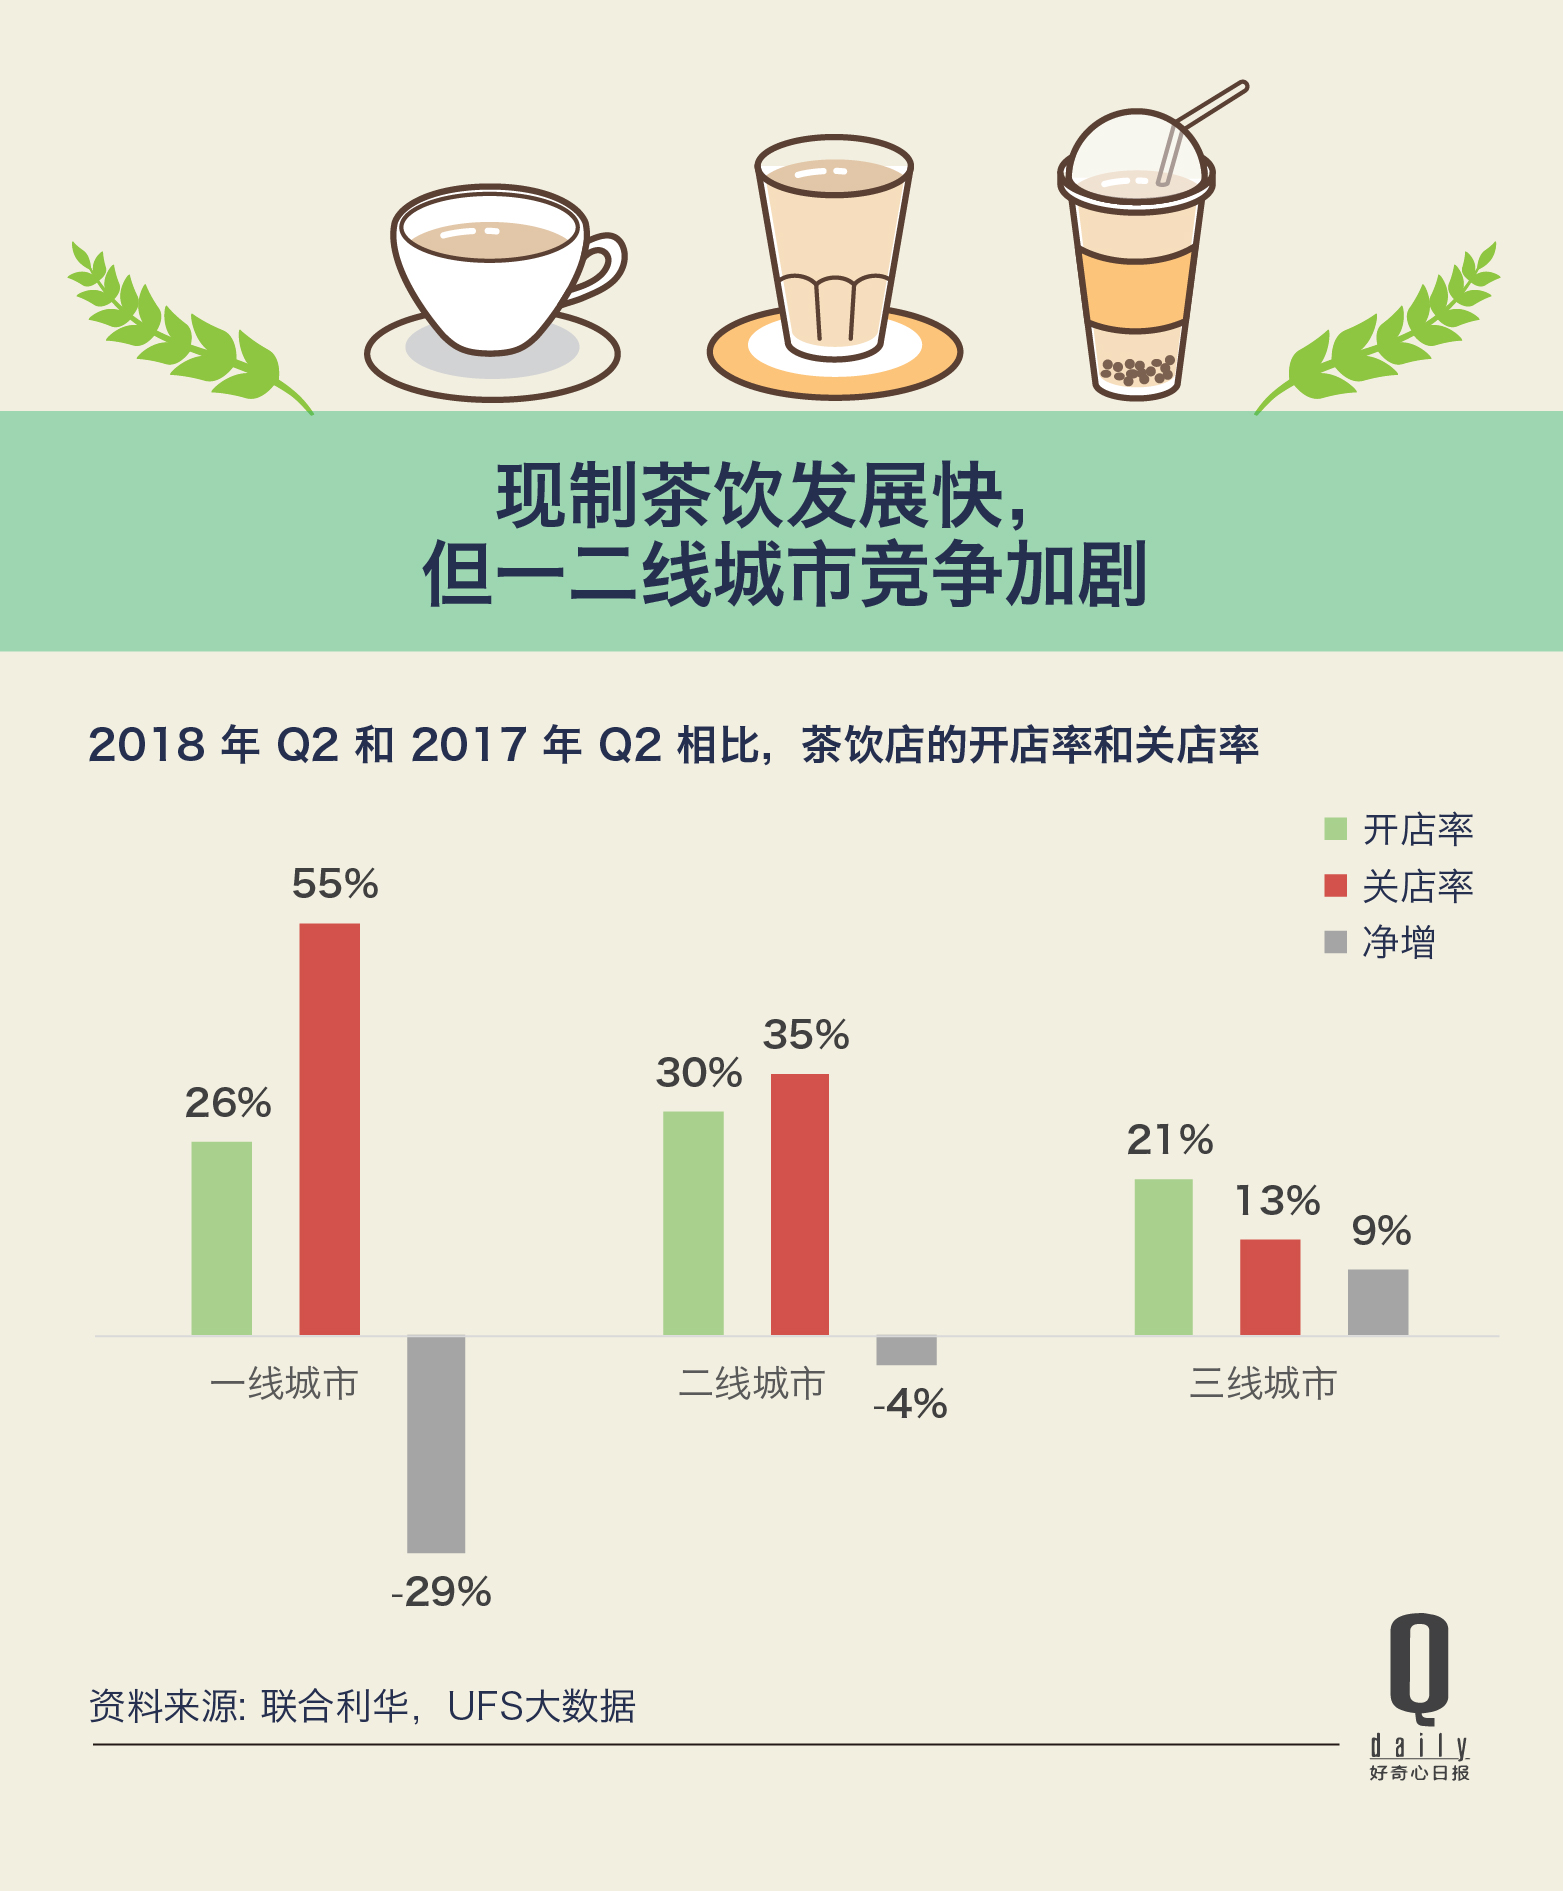 现制茶饮发展快，
但一二线城市竞争加剧
2018 年 Q2 和 2017 年 Q2 相比，茶饮店的开店率和关店率
开店率
关店率
净增
55%
26%
30%
35%
21%
13%
9%
一线城市
二线城市
三线城市
-4%
-29%
资料来源: 联合利华，UFS大数据
Q
daily
好奇心日报